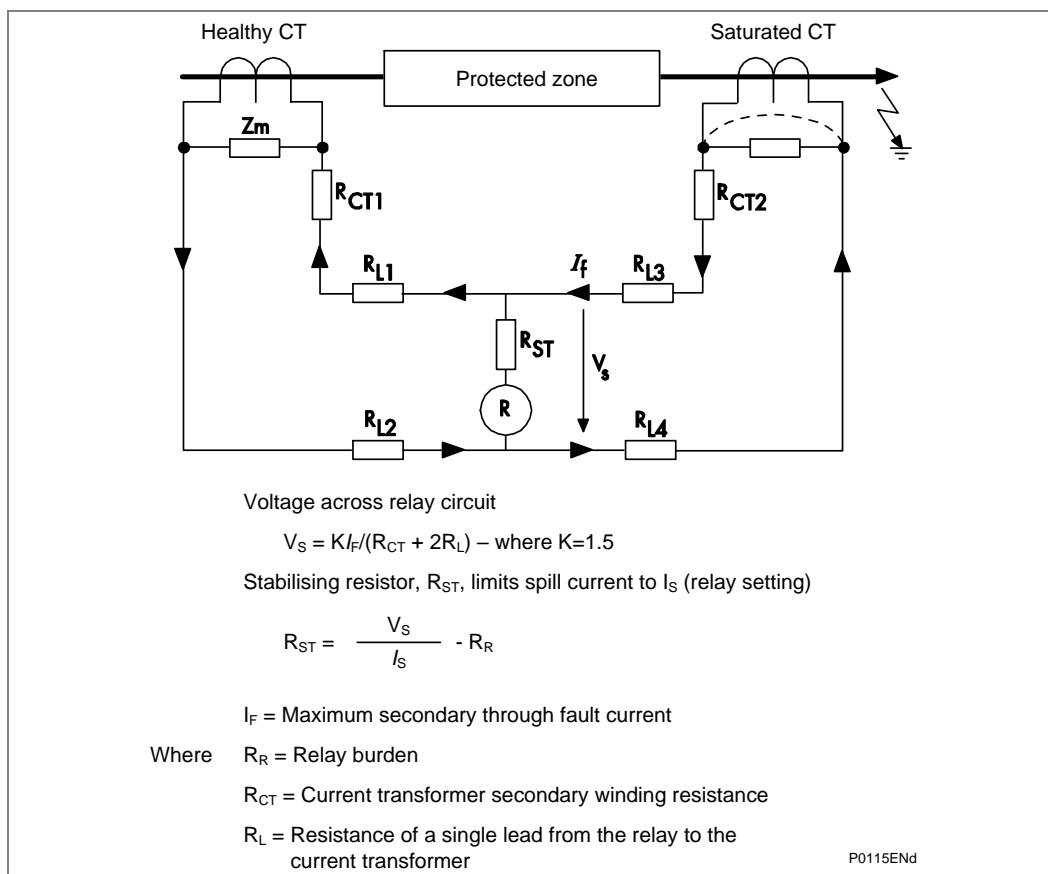 Healthy CT
Saturated CT
Protected zone
Zm
RCT1
RCT2
RL1
If
RL3
RST
Vs
R
RL2
RL4
Voltage across relay circuit
VS = KIF/(RCT + 2RL) – where K=1.5
Stabilising resistor, RST, limits spill current to IS (relay setting)
RST = VS / IS - RR
IF = Maximum secondary through fault current
Where RR = Relay burden
RCT = Current transformer secondary winding resistance
RL = Resistance of a single lead from the relay to the
current transformer
P0115ENd